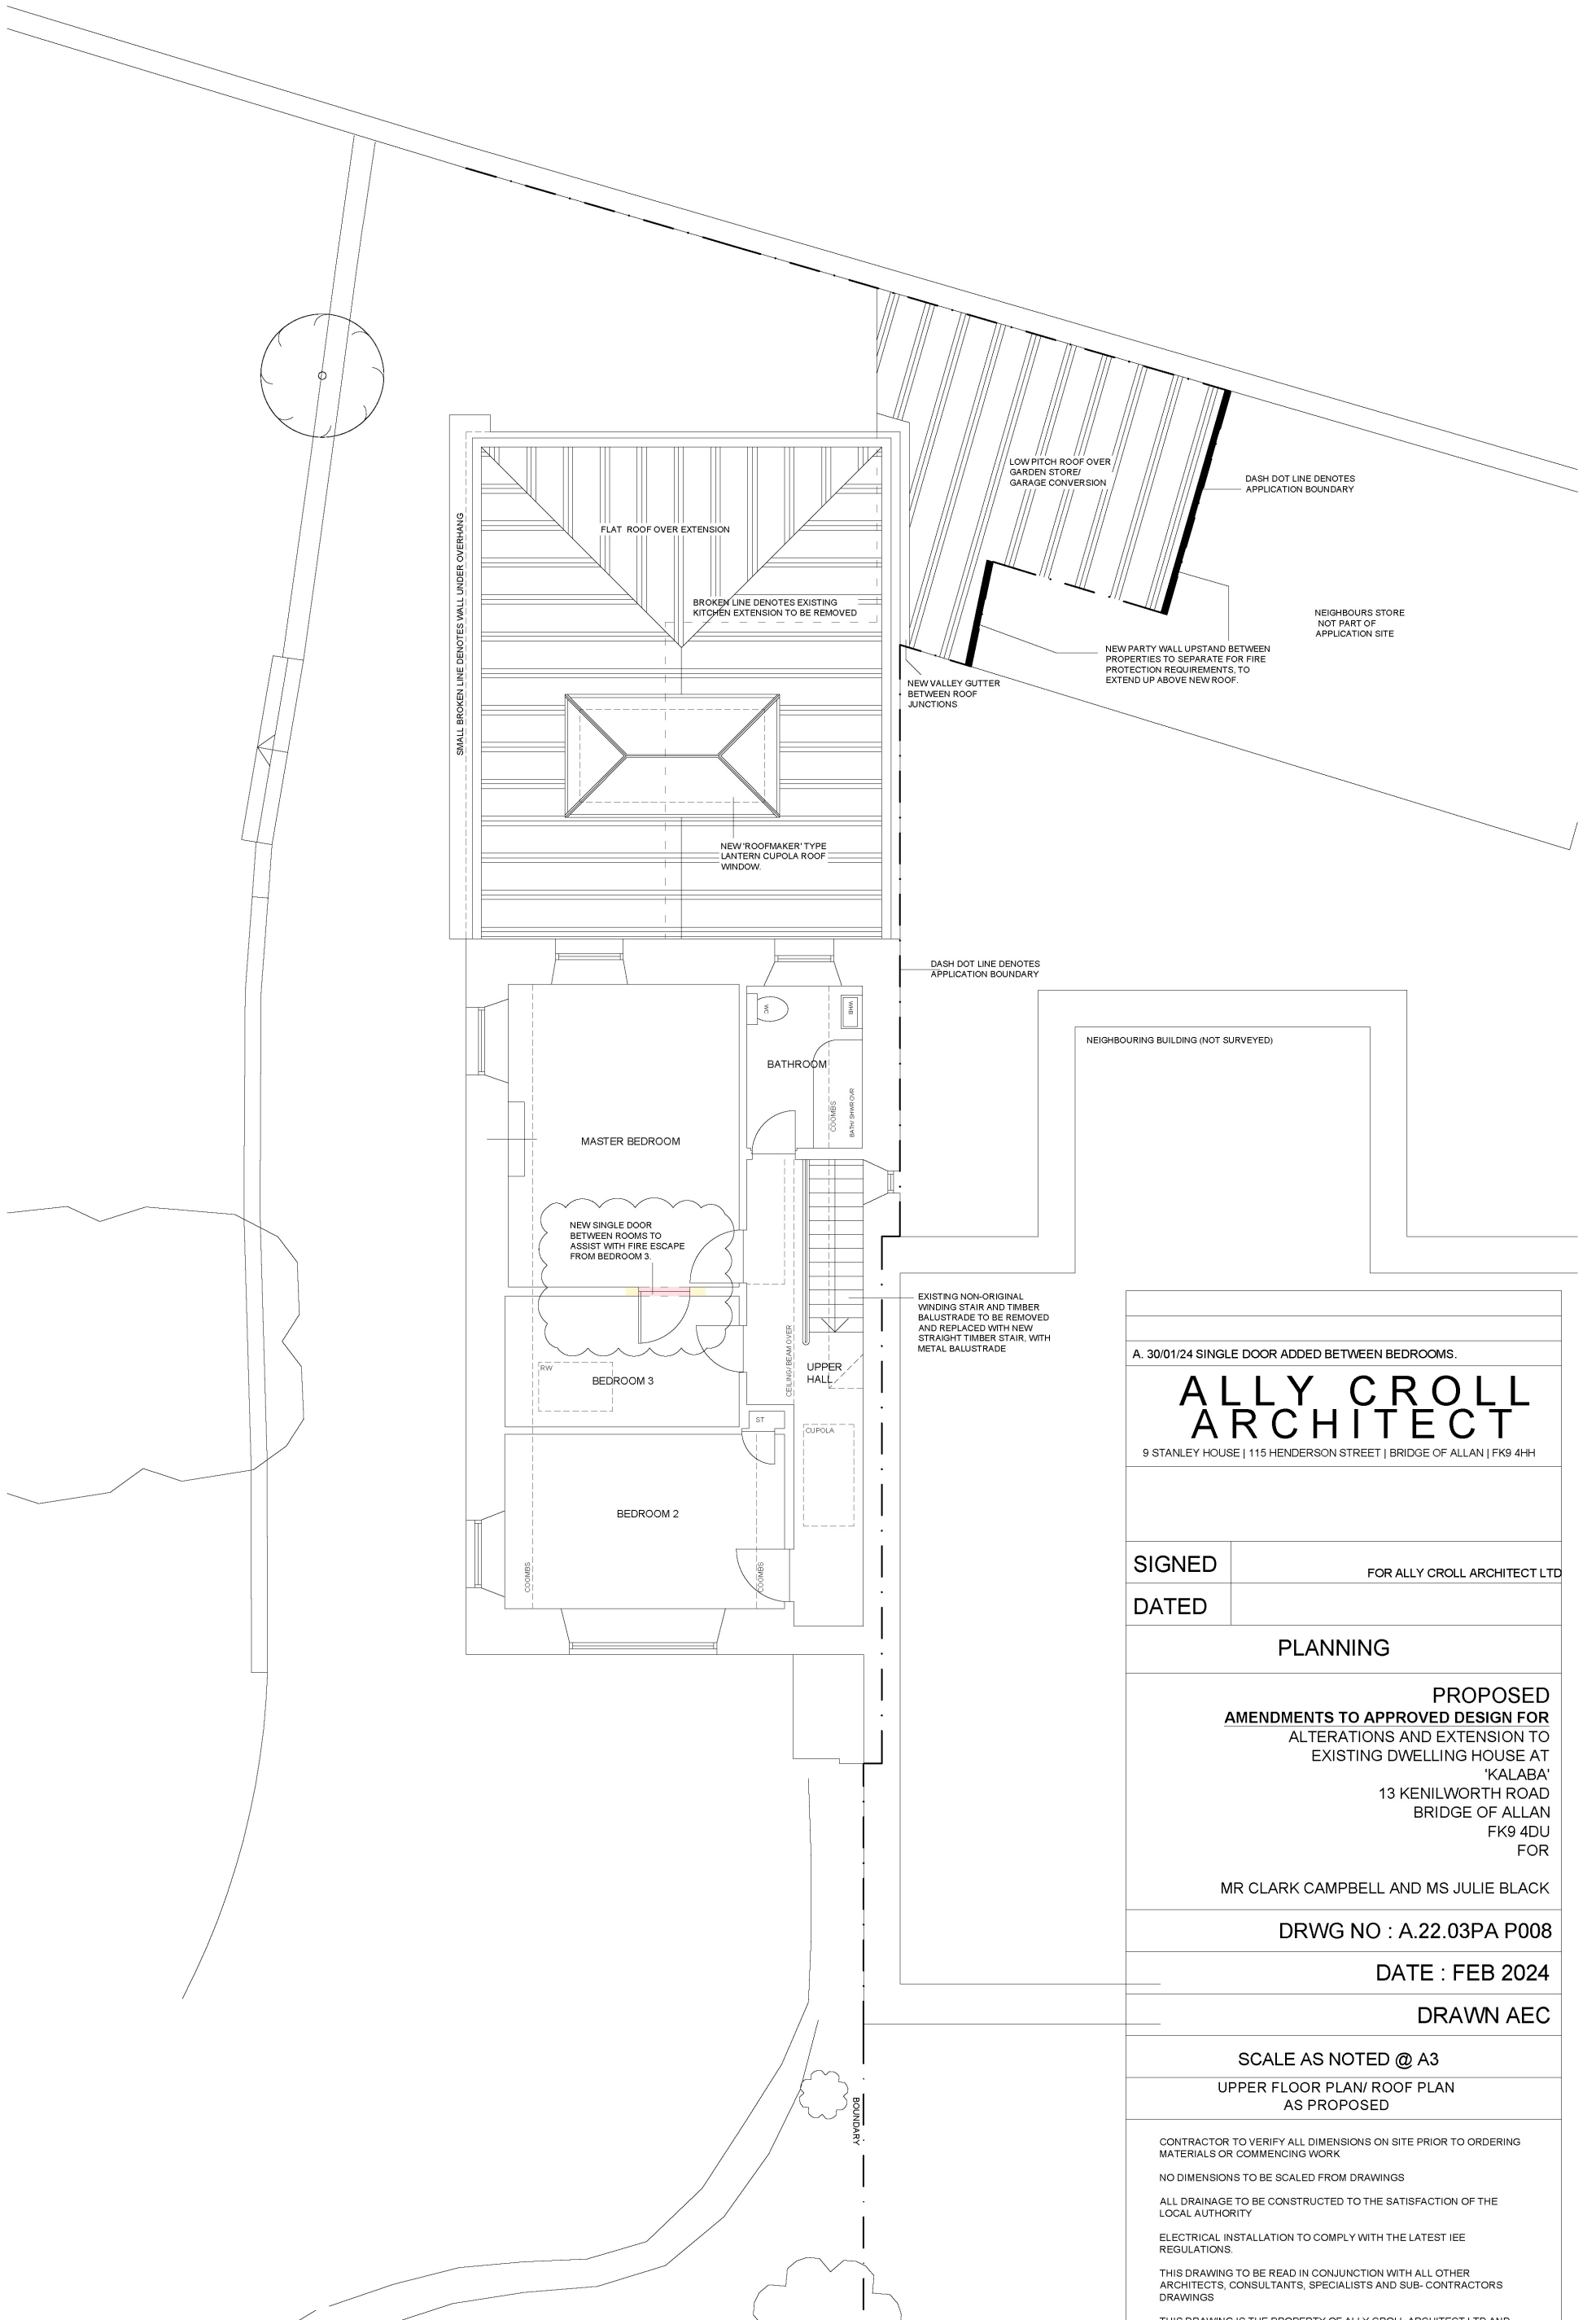 SMALL BROKEN LINE DENOTES WALL UNDER OVERHANG
FLAT ROOF OVER EXTENSION
BROKEN LINE DENOTES EXISTING
KITCHEN EXTENSION TO BE REMOVED
LOW PITCH ROOF OVER
GARDEN STORE/
GARAGE CONVERSION
DASH DOT LINE DENOTES
APPLICATION BOUNDARY
NEIGHBOURS STORE
NOT PART OF
APPLICATION SITE
NEW PARTY WALL UPSTAND BETWEEN
PROPERTIES TO SEPARATE FOR FIRE
PROTECTION REQUIREMENTS, TO
EXTEND UP ABOVE NEW ROOF.
NEW VALLEY GUTTER
BETWEEN ROOF
JUNCTIONS
NEW 'ROOFMAKER' TYPE
LANTERN CUPOLA ROOF
WINDOW.
DASH DOT LINE DENOTES
APPLICATION BOUNDARY
NEIGHBOURING BUILDING (NOT SURVEYED)
WC
WHB
BATHROOM
COOMBS
BATH/ SHWR OVR
MASTER BEDROOM
NEW SINGLE DOOR
BETWEEN ROOMS TO
ASSIST WITH FIRE ESCAPE
FROM BEDROOM 3.
EXISTING NON-ORIGINAL
WINDING STAIR AND TIMBER
BALUSTRADE TO BE REMOVED
AND REPLACED WITH NEW
STRAIGHT TIMBER STAIR, WITH
METAL BALUSTRADE
CEILING/ BEAM OVER
RW
BEDROOM 3
UPPER
HALL
ST
CUPOLA
BEDROOM 2
COOMBS
COOMBS
BOUNDARY
A. 30/01/24 SINGLE DOOR ADDED BETWEEN BEDROOMS.
ALLY CROLL
ARCHITECT
9 STANLEY HOUSE | 115 HENDERSON STREET | BRIDGE OF ALLAN | FK9 4HH
SIGNED
FOR ALLY CROLL ARCHITECT LTD
DATED
PLANNING
PROPOSED
AMENDMENTS TO APPROVED DESIGN FOR
ALTERATIONS AND EXTENSION TO
EXISTING DWELLING HOUSE AT
'KALABA'
13 KENILWORTH ROAD
BRIDGE OF ALLAN
FK9 4DU
FOR
MR CLARK CAMPBELL AND MS JULIE BLACK
DRWG NO : A.22.03PA P008
DATE : FEB 2024
DRAWN AEC
SCALE AS NOTED @ A3
UPPER FLOOR PLAN/ ROOF PLAN
AS PROPOSED
CONTRACTOR TO VERIFY ALL DIMENSIONS ON SITE PRIOR TO ORDERING
MATERIALS OR COMMENCING WORK
NO DIMENSIONS TO BE SCALED FROM DRAWINGS
ALL DRAINAGE TO BE CONSTRUCTED TO THE SATISFACTION OF THE
LOCAL AUTHORITY
ELECTRICAL INSTALLATION TO COMPLY WITH THE LATEST IEE
REGULATIONS.
THIS DRAWING TO BE READ IN CONJUNCTION WITH ALL OTHER
ARCHITECTS, CONSULTANTS, SPECIALISTS AND SUB- CONTRACTORS
DRAWINGS
THIS DRAWING IS THE PROPERTY OF ALLY CROLL ARCHITECT LTD AND